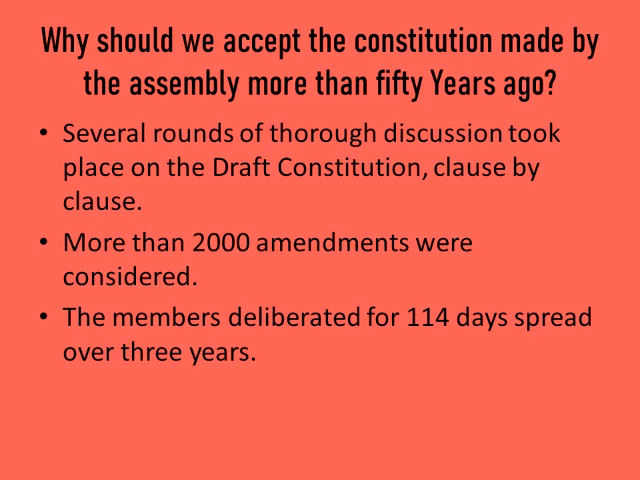 Why should we accept the constitution made by
the assembly more than fifty Years ago?
• Several rounds of thorough discussion took
place on the Draft Constitution, clause by
clause.
• More than 2000 amendments were
considered.
• The members deliberated for 114 days spread
over three years.